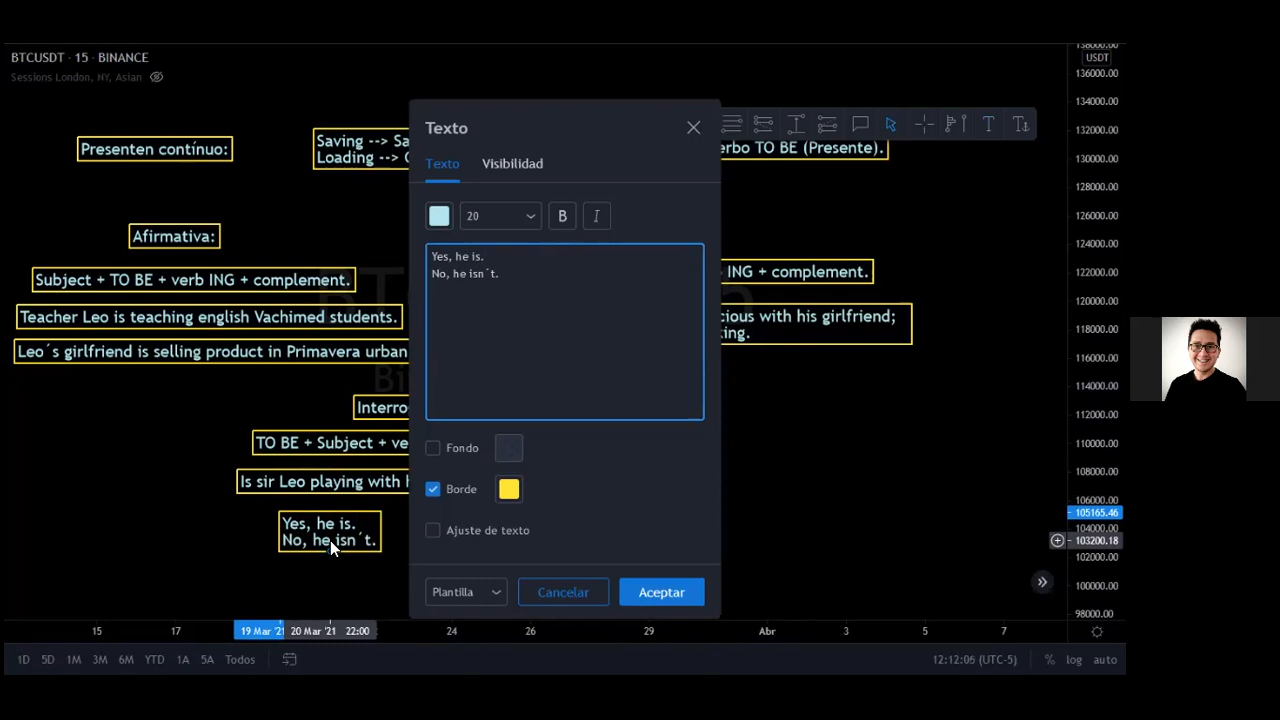 BTCUSDT · 15 · BINANCE
Sessions London, NY, Asian
138000.00
USDT
136000.00
134000.00
132000.00
130000.00
128000.00
126000.00
124000.00
122000.00
120000.00
118000.00
116000.00
114000.00
112000.00
110000.00
108000.00
106000.00
105165.46
104000.00
103200.18
102000.00
100000.00
98000.00
Presenten contínuo:
Saving --> Sa
Loading --> 
erbo TO BE (Presente).
Afirmativa:
Subject + TO BE + verb ING + complement.
Teacher Leo is teaching english Vachimed students.
Leo´s girlfriend is selling product in Primavera urban
ING + complement.
cious with his girlfriend;
king.
Interro
TO BE + Subject + ve
Is sir Leo playing with h
Yes, he is.
No, he isn´t.
Texto
Texto Visibilidad
20 B I
Yes, he is.
No, he isn´t.
Fondo
Borde
Ajuste de texto
Plantilla Cancelar Aceptar
15 17 19 Mar '21 20 Mar '21 22:00 24 26 29 Abr 3 5 7
1D 5D 1M 3M 6M YTD 1A 5A Todos 12:12:06 (UTC-5) % log auto